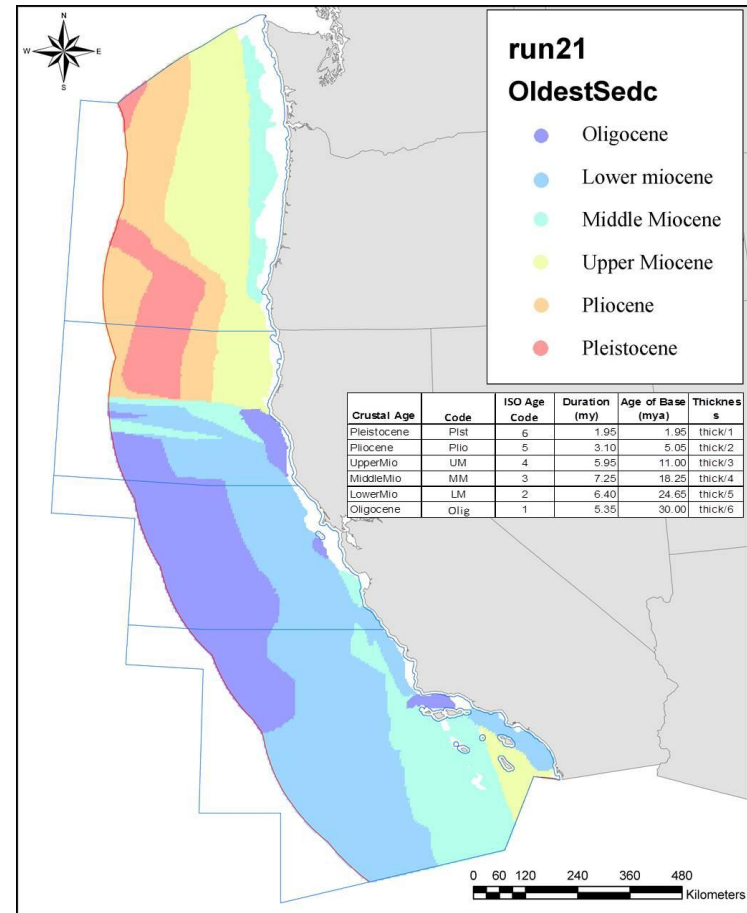 N
W E
S
run21
OldestSedc
Oligocene
Lower miocene
Middle Miocene
Upper Miocene
Pliocene
Pleistocene
Crustal Age Code ISO Age Code Duration (my) Age of Base (mya) Thicknes s
Pleistocene Plst 6 1.95 1.95 thick/1
Pliocene Plio 5 3.10 5.05 thick/2
UpperMio UM 4 5.95 11.00 thick/3
MiddleMio MM 3 7.25 18.25 thick/4
LowerMio LM 2 6.40 24.65 thick/5
Oligocene Olig 1 5.35 30.00 thick/6
0 60 120 240 360 480
Kilometers